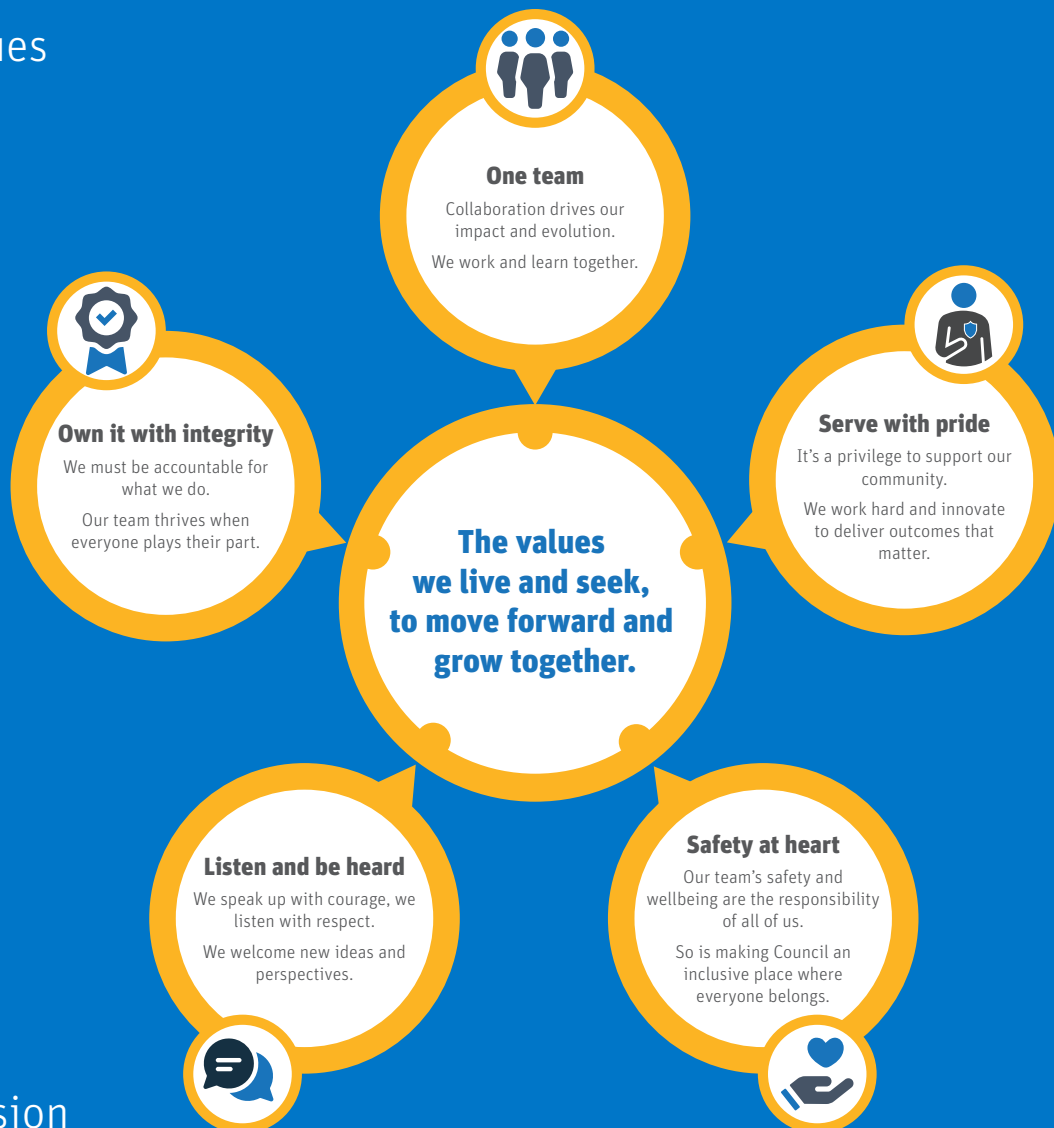 ues
One team
Collaboration drives our
impact and evolution.
We work and learn together.
Own it with integrity
We must be accountable for
what we do.
Our team thrives when
everyone plays their part.
Serve with pride
It's a privilege to support our
community.
We work hard and innovate
to deliver outcomes that
matter.
The values
we live and seek,
to move forward and
grow together.
Listen and be heard
We speak up with courage, we
listen with respect.
We welcome new ideas and
perspectives.
Safety at heart
Our team’s safety and
wellbeing are the responsibility
of all of us.
So is making Council an
inclusive place where
everyone belongs.
sion